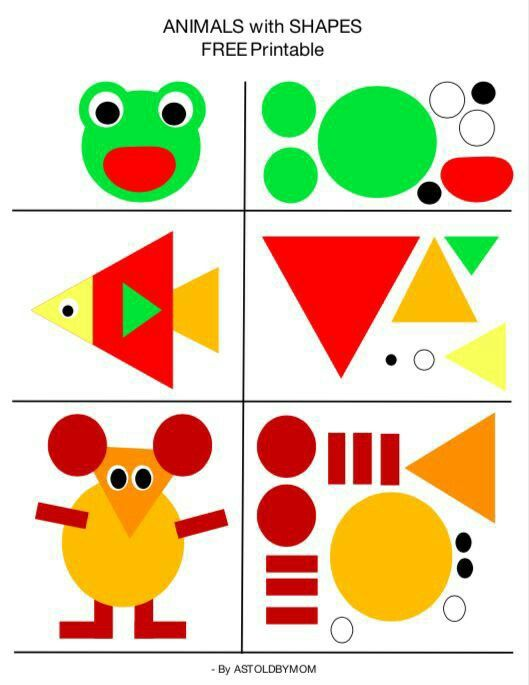 ANIMALS with SHAPES
FREE Printable
- By ASTOLDBYMOM